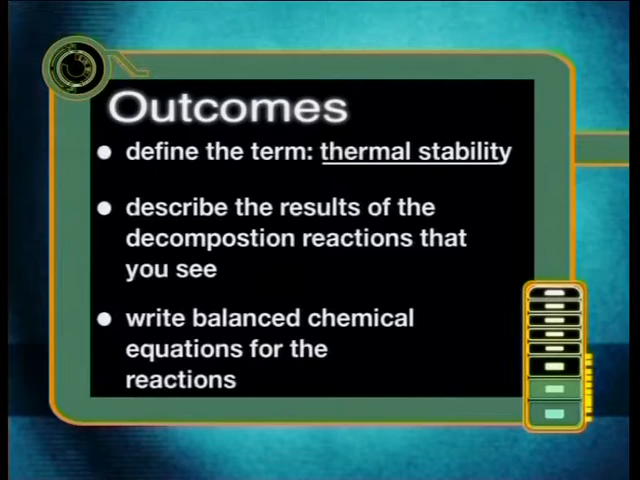 Outcomes
● define the term: thermal stability
● describe the results of the
decompostion reactions that
you see
● write balanced chemical
equations for the
reactions